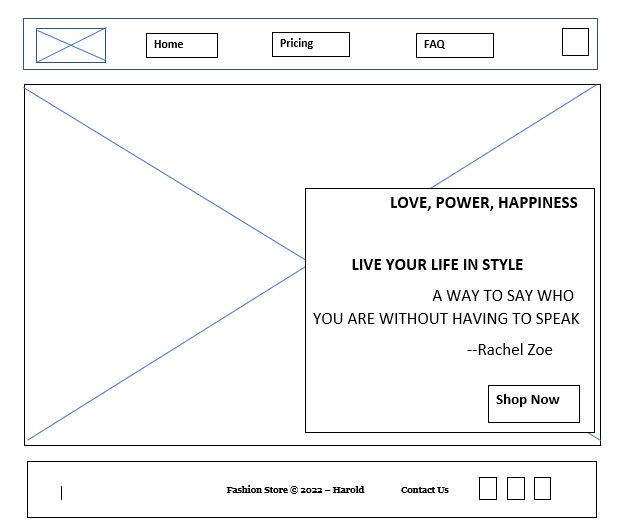 Home
Pricing
FAQ
LOVE, POWER, HAPPINESS
LIVE YOUR LIFE IN STYLE
A WAY TO SAY WHO
YOU ARE WITHOUT HAVING TO SPEAK
--Rachel Zoe
Shop Now
Fashion Store © 2022 – Harold
Contact Us